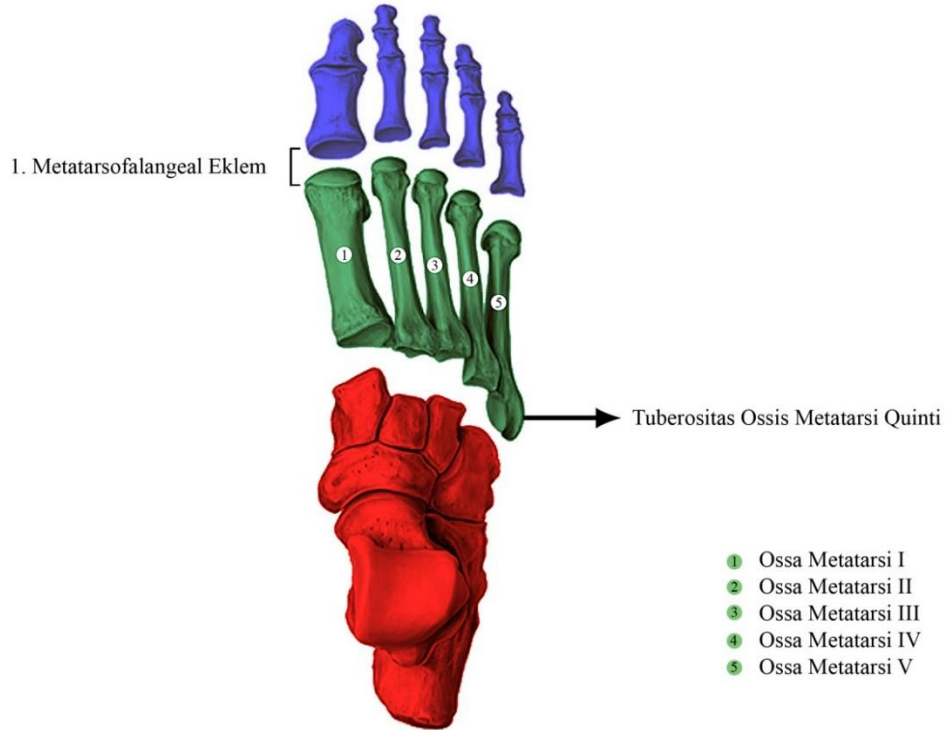 1. Metatarsofalangeal Eklem
1
2
3
4
5
Tuberositas Ossis Metatarsi Quinti
1 Ossa Metatarsi I
2 Ossa Metatarsi II
3 Ossa Metatarsi III
4 Ossa Metatarsi IV
5 Ossa Metatarsi V